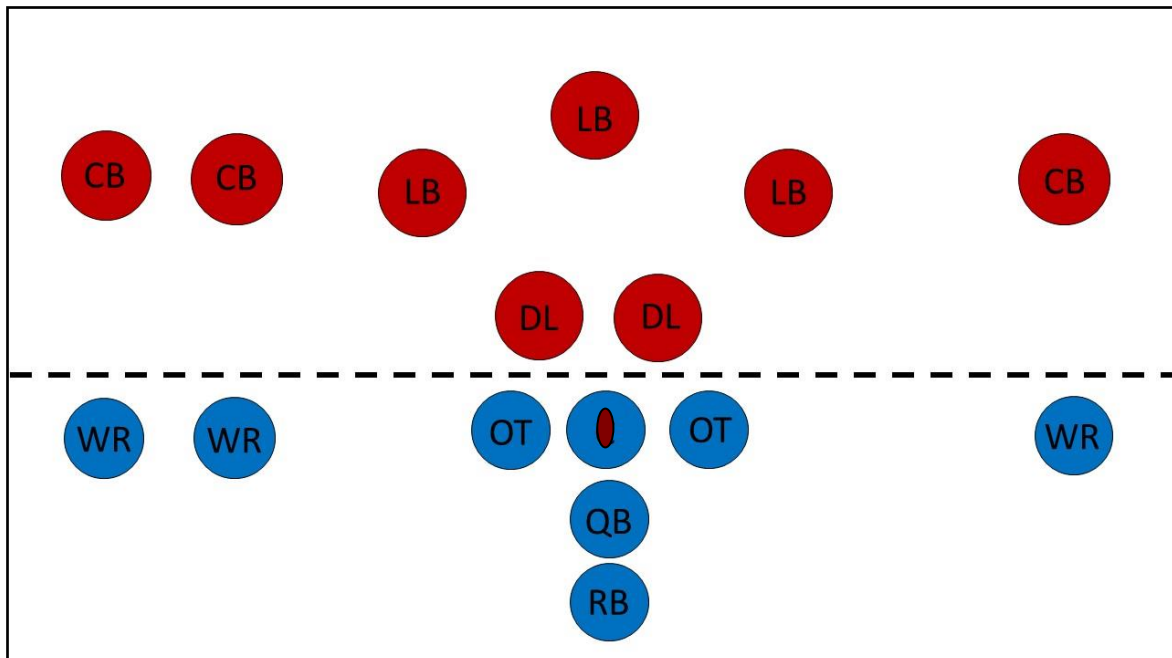 LB
CB CB LB LB CB
DL DL
WR WR OT OT WR
QB
RB